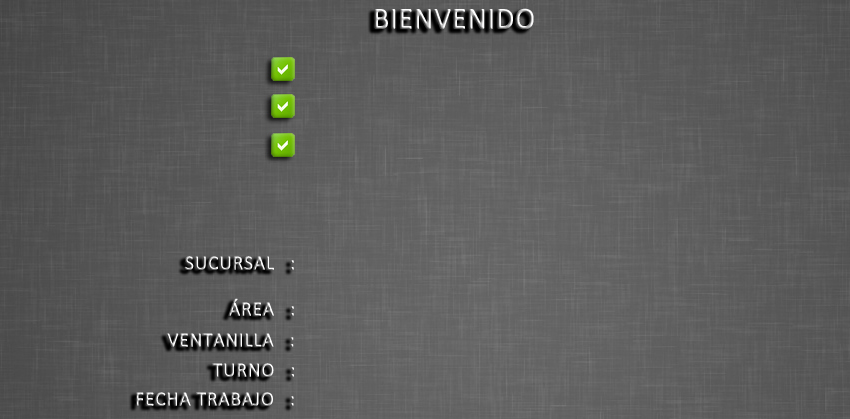 BIENVENIDO
SUCURSAL :
ÁREA :
VENTANILLA :
TURNO :
FECHA TRABAJO :